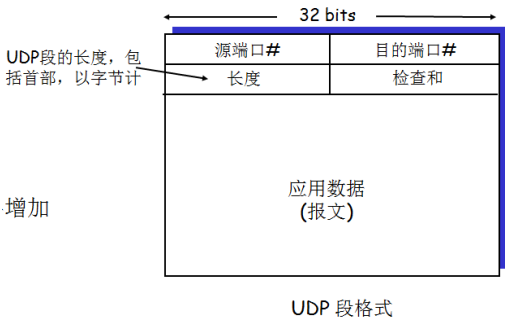 32 bits
源端口#
目的端口#
UDP段的长度，包
括首部，以字节计
长度
检查和
应用数据
(报文)
增加
UDP 段格式